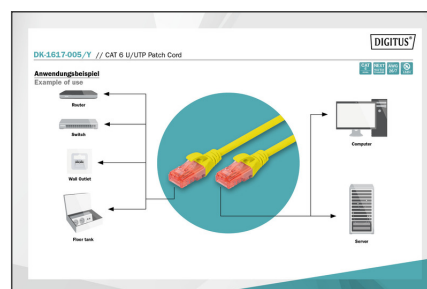 DIGITUS®
DK-1617-005/Y // CAT 6 U/UTP Patch Cord
Anwendungsbeispiel
Example of use
Router
Switch
Wall Outlet
Floor tank
Computer
Server